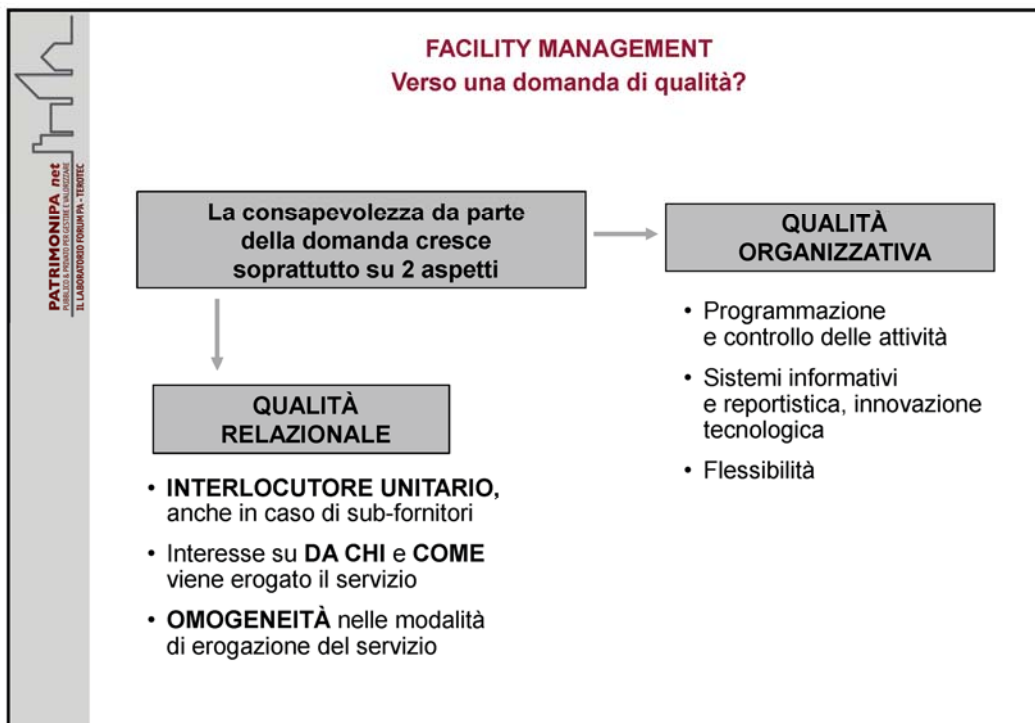 FACILITY MANAGEMENT
Verso una domanda di qualità?
PATRIMONIPA net
PUBBLICO & PRIVATO PER GESTIRE E VALORIZZARE
IL LABORATORIO FORUM PA - TEROTEC
La consapevolezza da parte
della domanda cresce
soprattutto su 2 aspetti
QUALITÀ
ORGANIZZATIVA
• Programmazione
e controllo delle attività
• Sistemi informativi
e reportistica, innovazione
tecnologica
• Flessibilità
QUALITÀ
RELAZIONALE
• INTERLOCUTORE UNITARIO,
anche in caso di sub-fornitori
• Interesse su DA CHI e COME
viene erogato il servizio
• OMOGENEITÀ nelle modalità
di erogazione del servizio